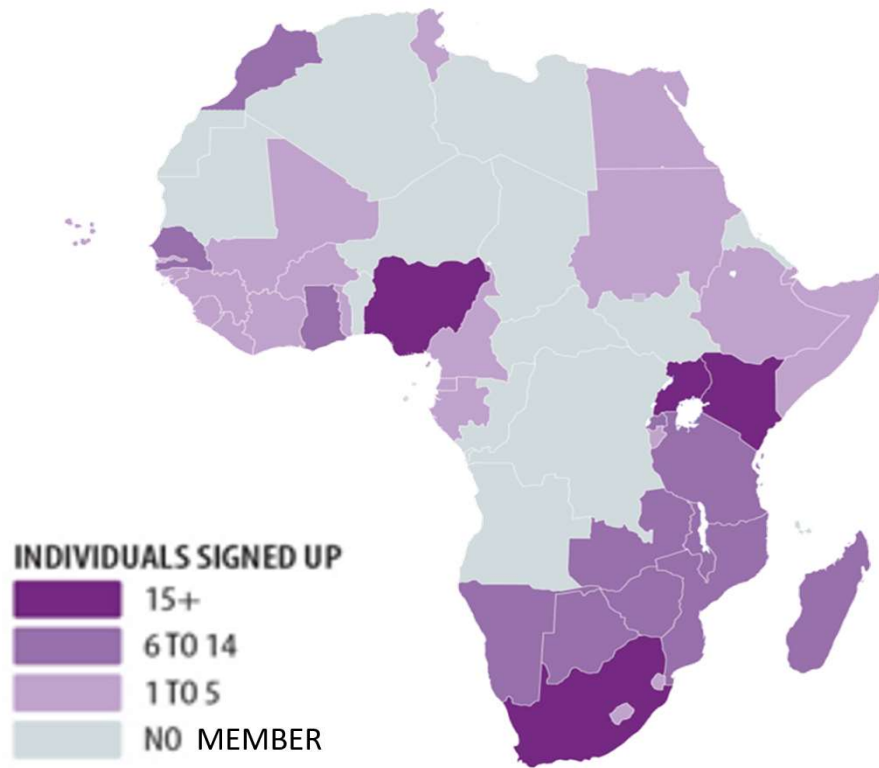 INDIVIDUALS SIGNED UP
15+
6 TO 14
1 TO 5
NO MEMBER